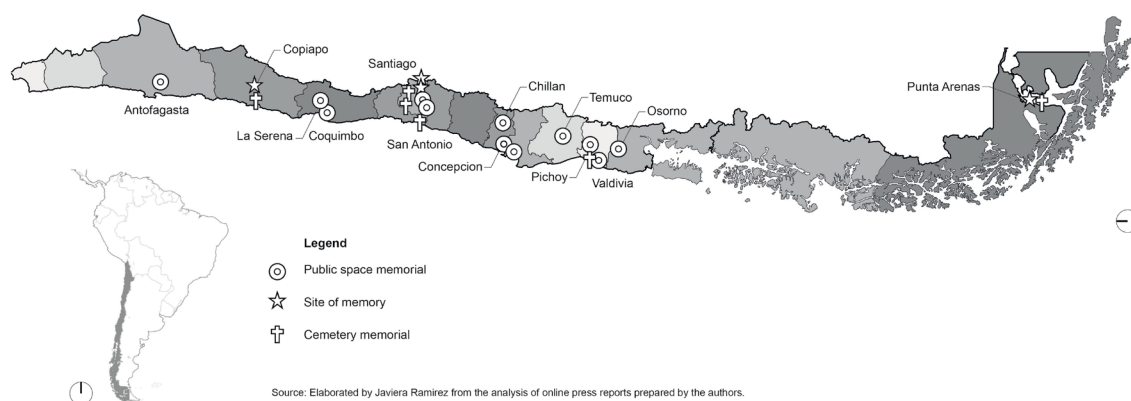 Copiapo
Santiago
Chillan
Temuco
Osorno
Punta Arenas
Antofagasta
La Serena
Coquimbo
San Antonio
Concepcion
Pichoy
Valdivia
Legend
Public space memorial
Site of memory
Cemetery memorial
Source: Elaborated by Javiera Ramirez from the analysis of online press reports prepared by the authors.